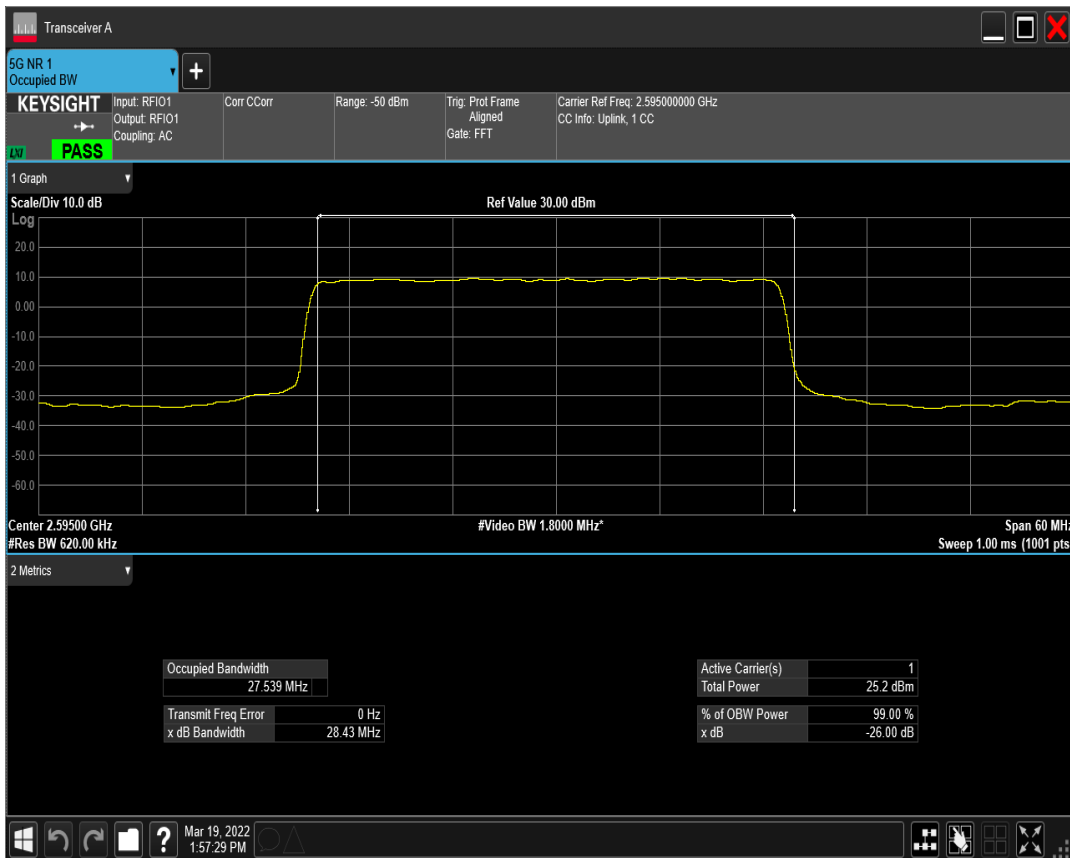 Transceiver A
5G NR 1
Occupied BW
KEYSIGHT
LXI
PASS
Input: RFIO1
Output: RFIO1
Coupling: AC
Corr CCorr
Range: -50 dBm
Trig: Prot Frame
Aligned
Gate: FFT
Carrier Ref Freq: 2.595000000 GHz
CC Info: Uplink, 1 CC
1 Graph
Scale/Div 10.0 dB
Ref Value 30.00 dBm
Log
20.0
10.0
0.00
-10.0
-20.0
-30.0
-40.0
-50.0
-60.0
Center 2.59500 GHz
#Video BW 1.8000 MHz*
Span 60 MHz
#Res BW 620.00 kHz
Sweep 1.00 ms (1001 pts
2 Metrics
Occupied Bandwidth
27.539 MHz
Transmit Freq Error 0 Hz
x dB Bandwidth 28.43 MHz
Active Carrier(s) 1
Total Power 25.2 dBm
% of OBW Power 99.00 %
x dB -26.00 dB
?
Mar 19, 2022
1:57:29 PM